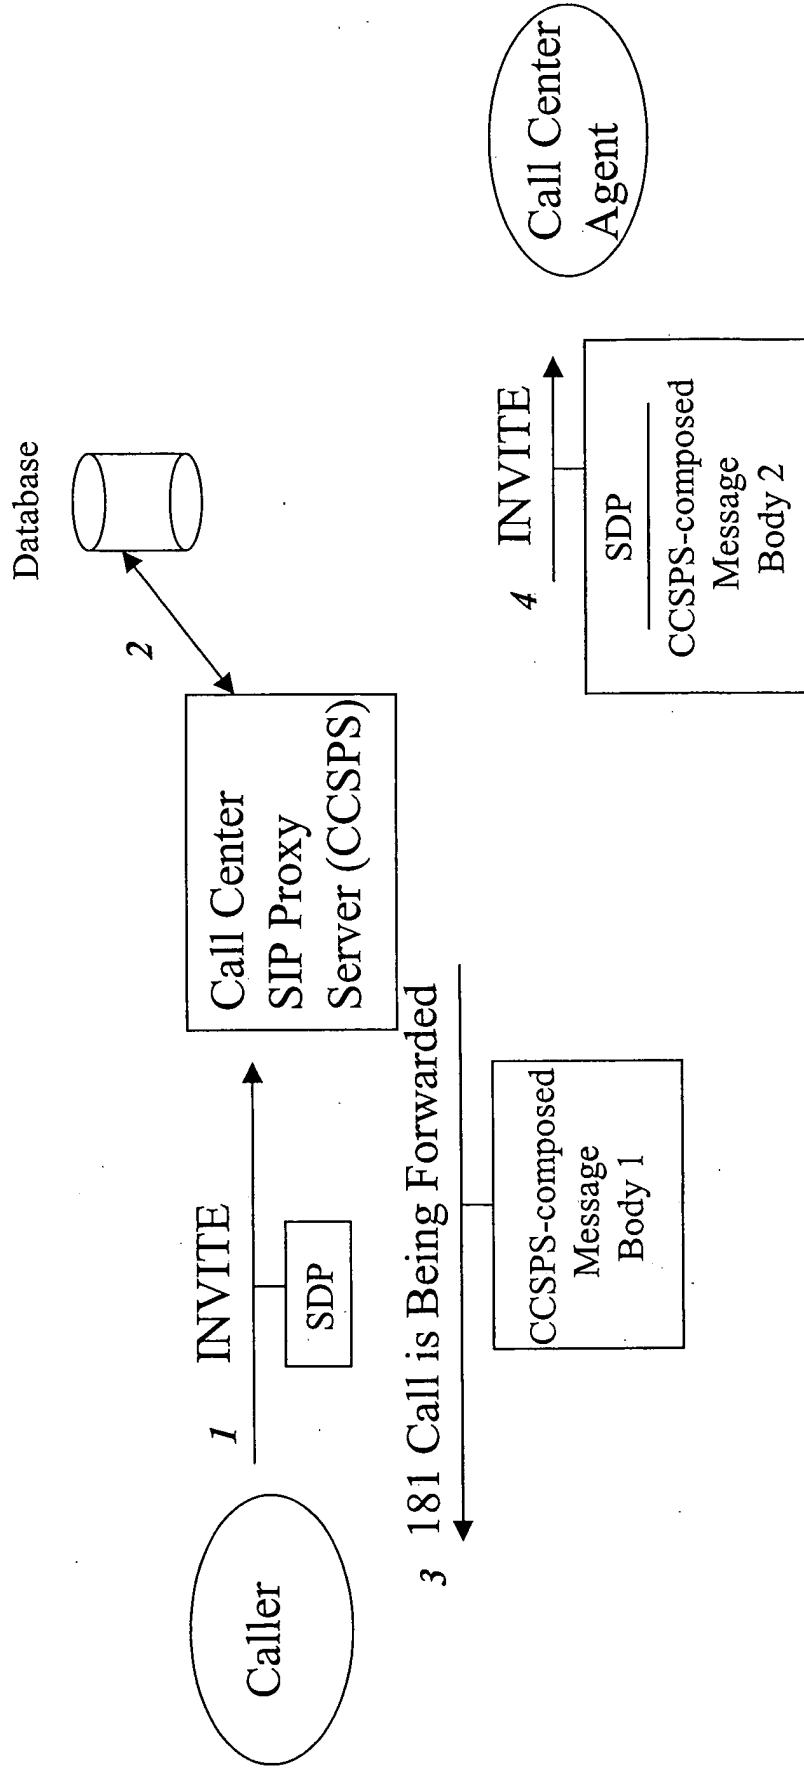 Database
2
Caller
1
INVITE
SDP
Call Center
SIP Proxy
Server (CCSPS)
3
181 Call is Being Forwarded
CCSPS-composed
Message
Body 1
4
INVITE
SDP
CCSPS-composed
Message
Body 2
Call Center
Agent